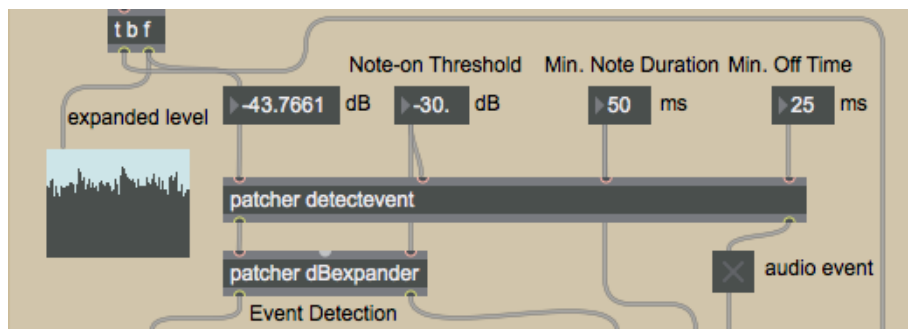 t b f
Note-on Threshold Min. Note Duration Min. Off Time
expanded level -43.7661 dB -30. dB 50 ms 25 ms
patcher detectevent
patcher dBexpander
audio event
Event Detection